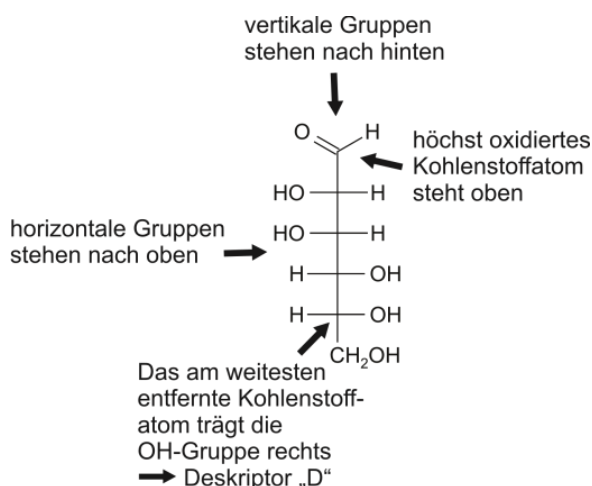 vertikale Gruppen
stehen nach hinten
O H
höchst oxidiertes
Kohlenstoffatom
steht oben
HO H
horizontale Gruppen
stehen nach oben
HO H
H OH
H OH
CH₂OH
Das am weitesten
entfernte Kohlenstoff-
atom trägt die
OH-Gruppe rechts
Deskriptor „D“